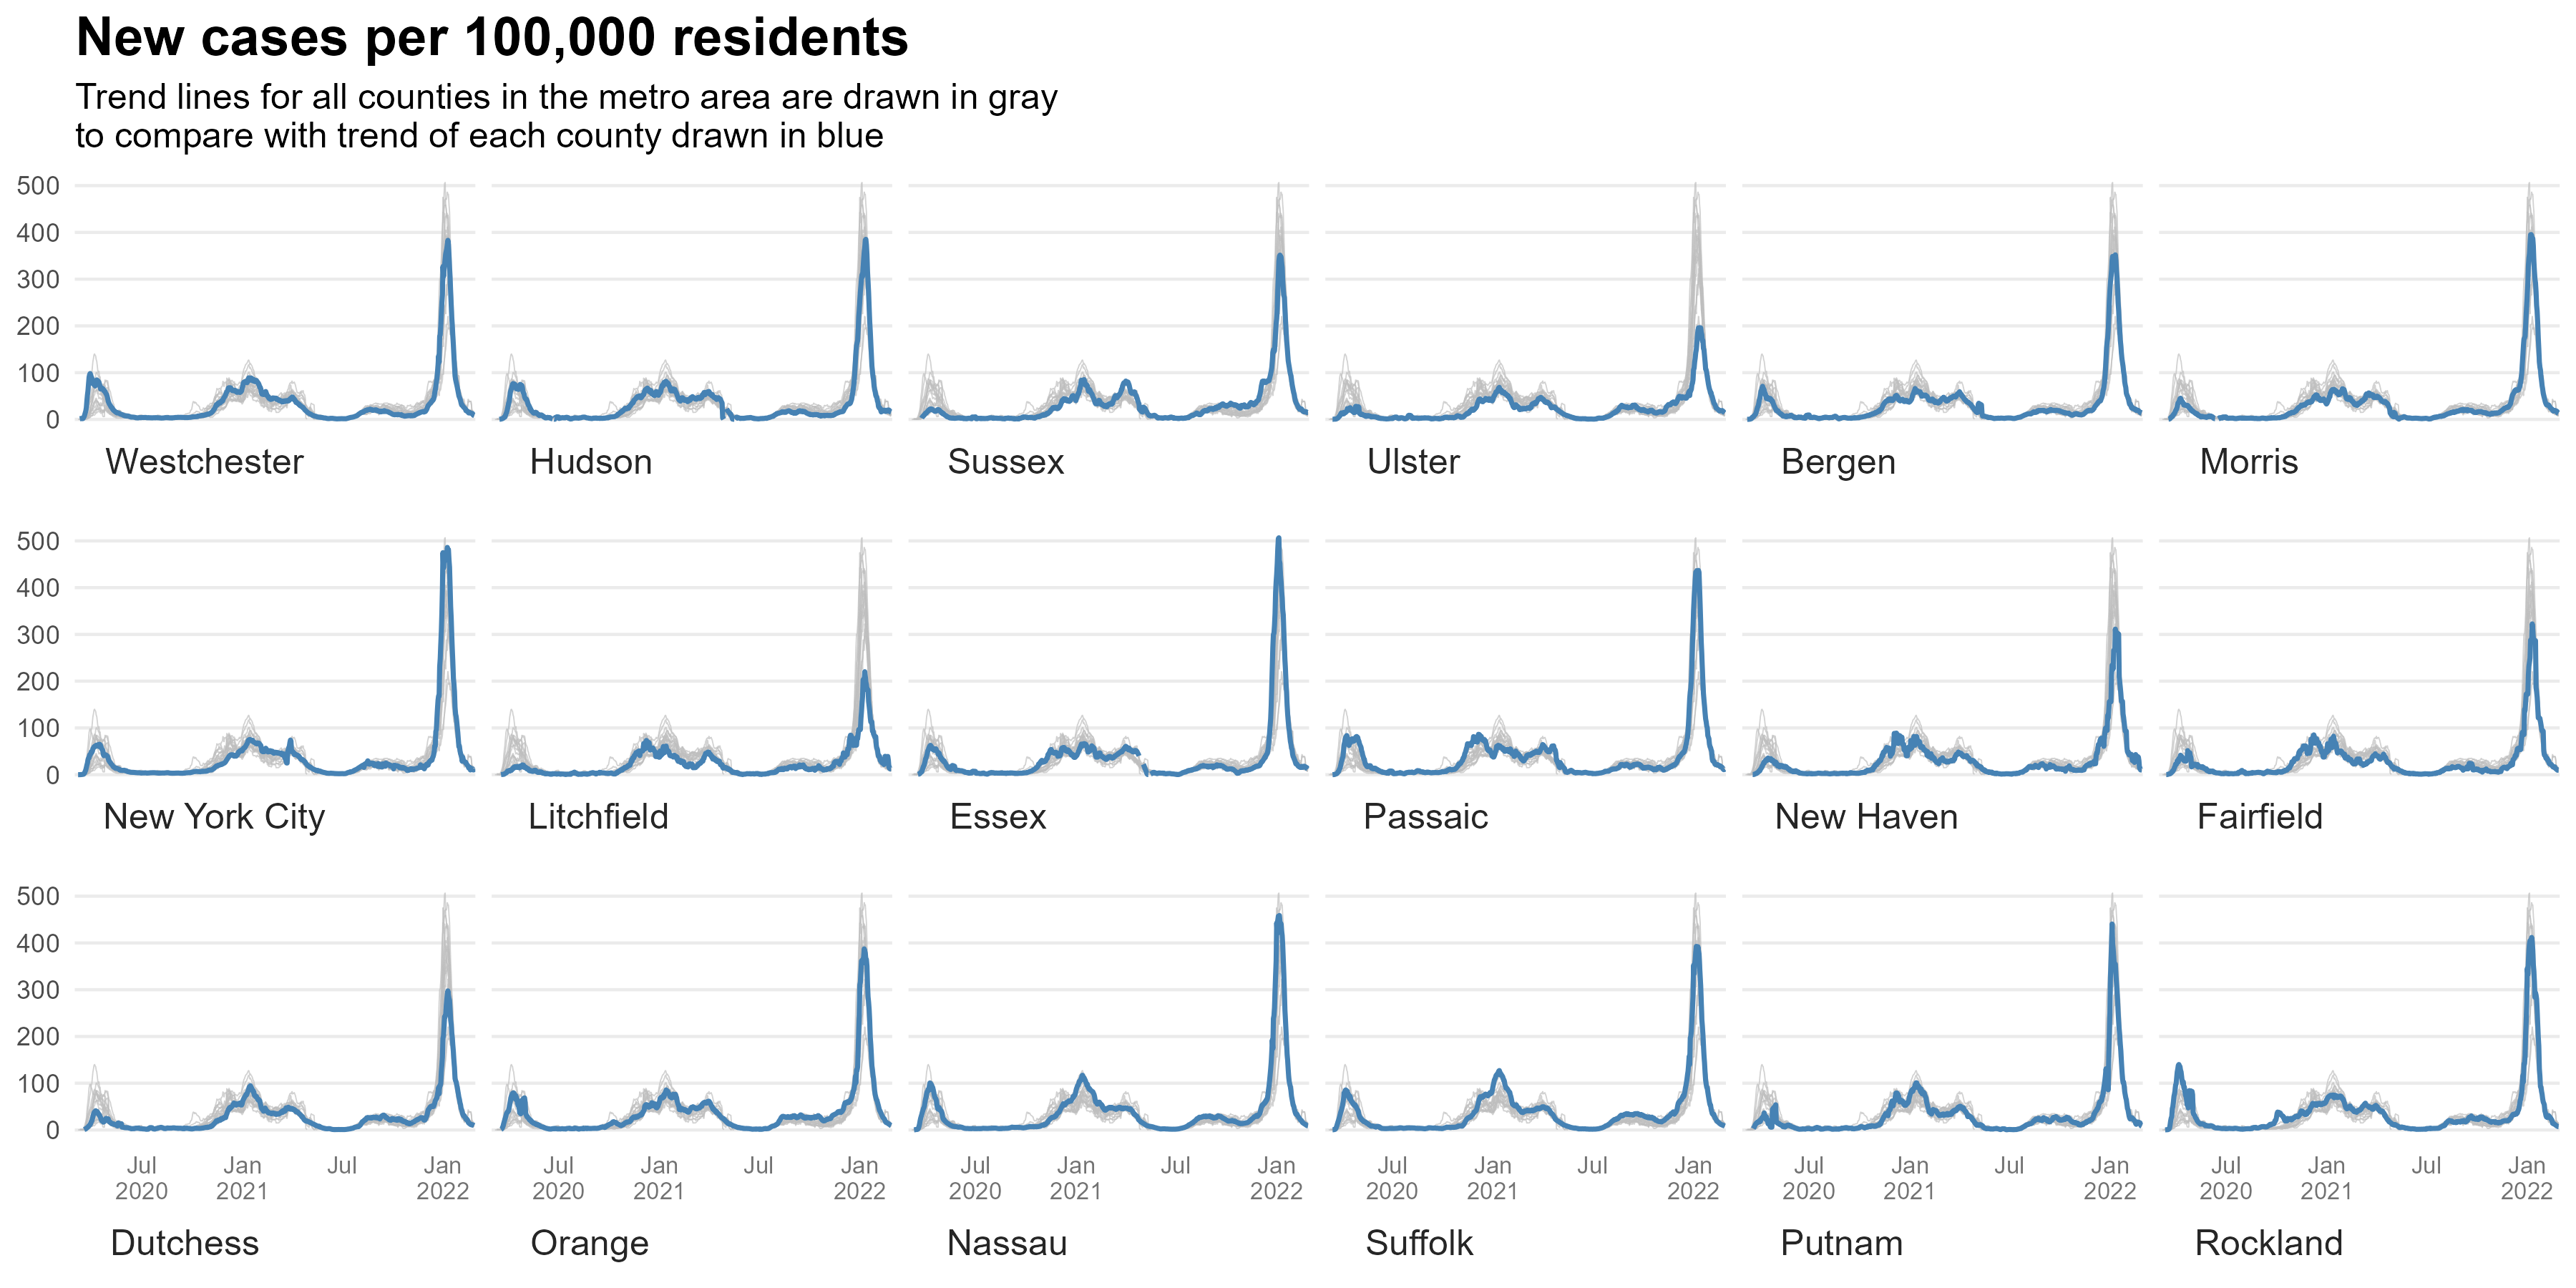 New cases per 100,000 residents
Trend lines for all counties in the metro area are drawn in gray
to compare with trend of each county drawn in blue
500
400
300
200
100
0
Westchester Hudson Sussex Ulster Bergen Morris
500
400
300
200
100
0
New York City Litchfield Essex Passaic New Haven Fairfield
500
400
300
200
100
0
Jul Jan Jul Jan Jul Jan Jul Jan Jul Jan Jul Jan Jul Jan Jul Jan Jul Jan Jul Jan Jul Jan Jul Jan
2020 2021 2022 2020 2021 2022 2020 2021 2022 2020 2021 2022 2020 2021 2022 2020 2021 2022
Dutchess Orange Nassau Suffolk Putnam Rockland